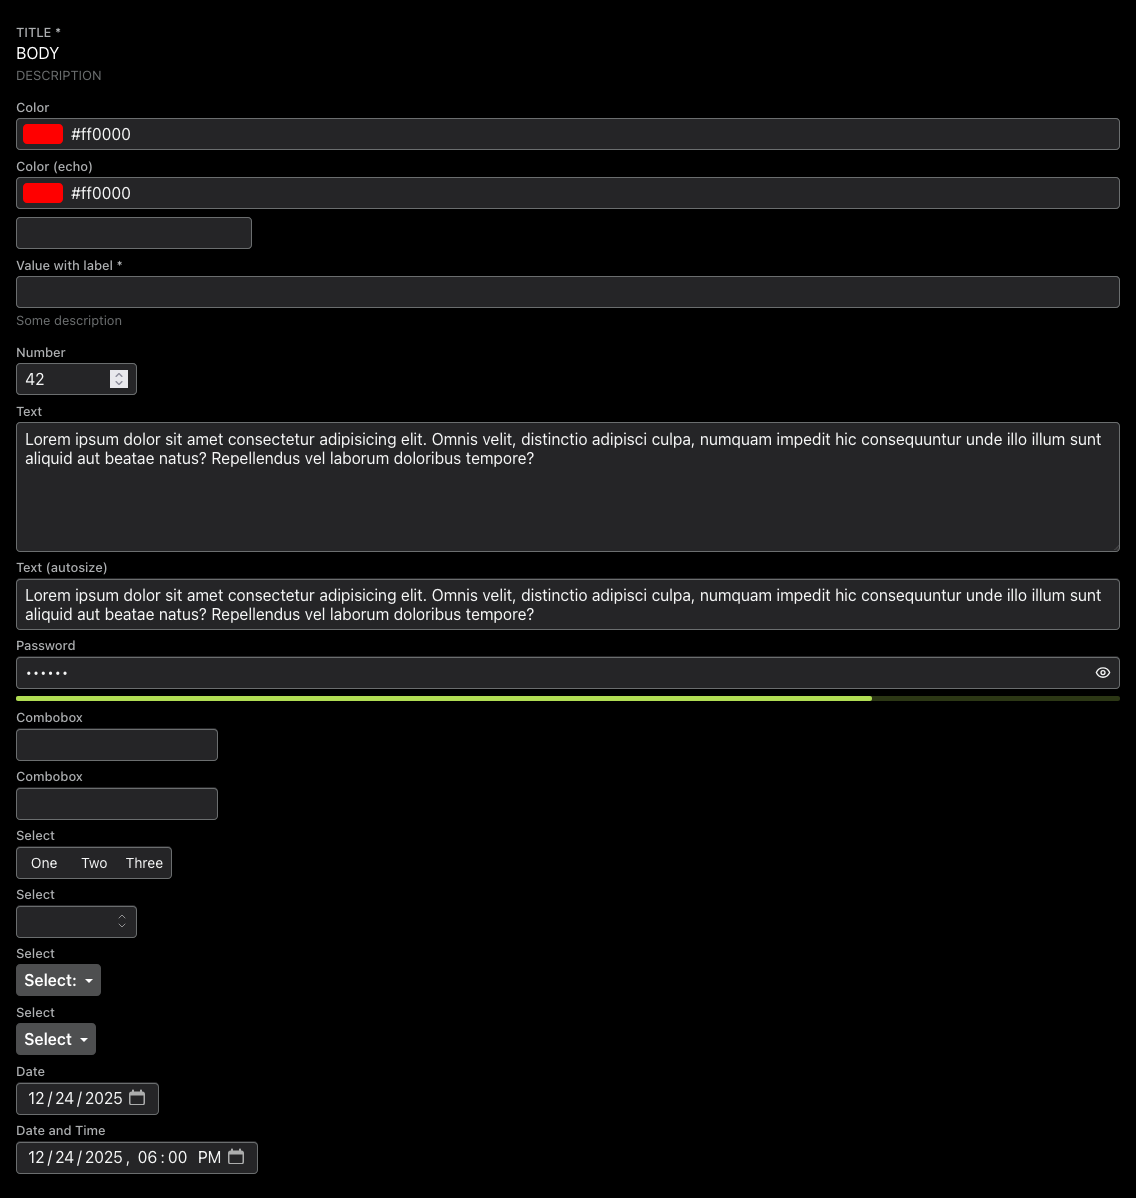 TITLE *
BODY
DESCRIPTION
Color
#ff0000
Color (echo)
#ff0000
Value with label *
Some description
Number
42
Text
Lorem ipsum dolor sit amet consectetur adipisicing elit. Omnis velit, distinctio adipisci culpa, numquam impedit hic consequuntur unde illo illum sunt
aliquid aut beatae natus? Repellendus vel laborum doloribus tempore?
Text (autosize)
Lorem ipsum dolor sit amet consectetur adipisicing elit. Omnis velit, distinctio adipisci culpa, numquam impedit hic consequuntur unde illo illum sunt
aliquid aut beatae natus? Repellendus vel laborum doloribus tempore?
Password
••••••
Combobox
Combobox
Select
One Two Three
Select
Select
Select:
Select
Select
Date
12/24/2025
Date and Time
12/24/2025, 06:00 PM